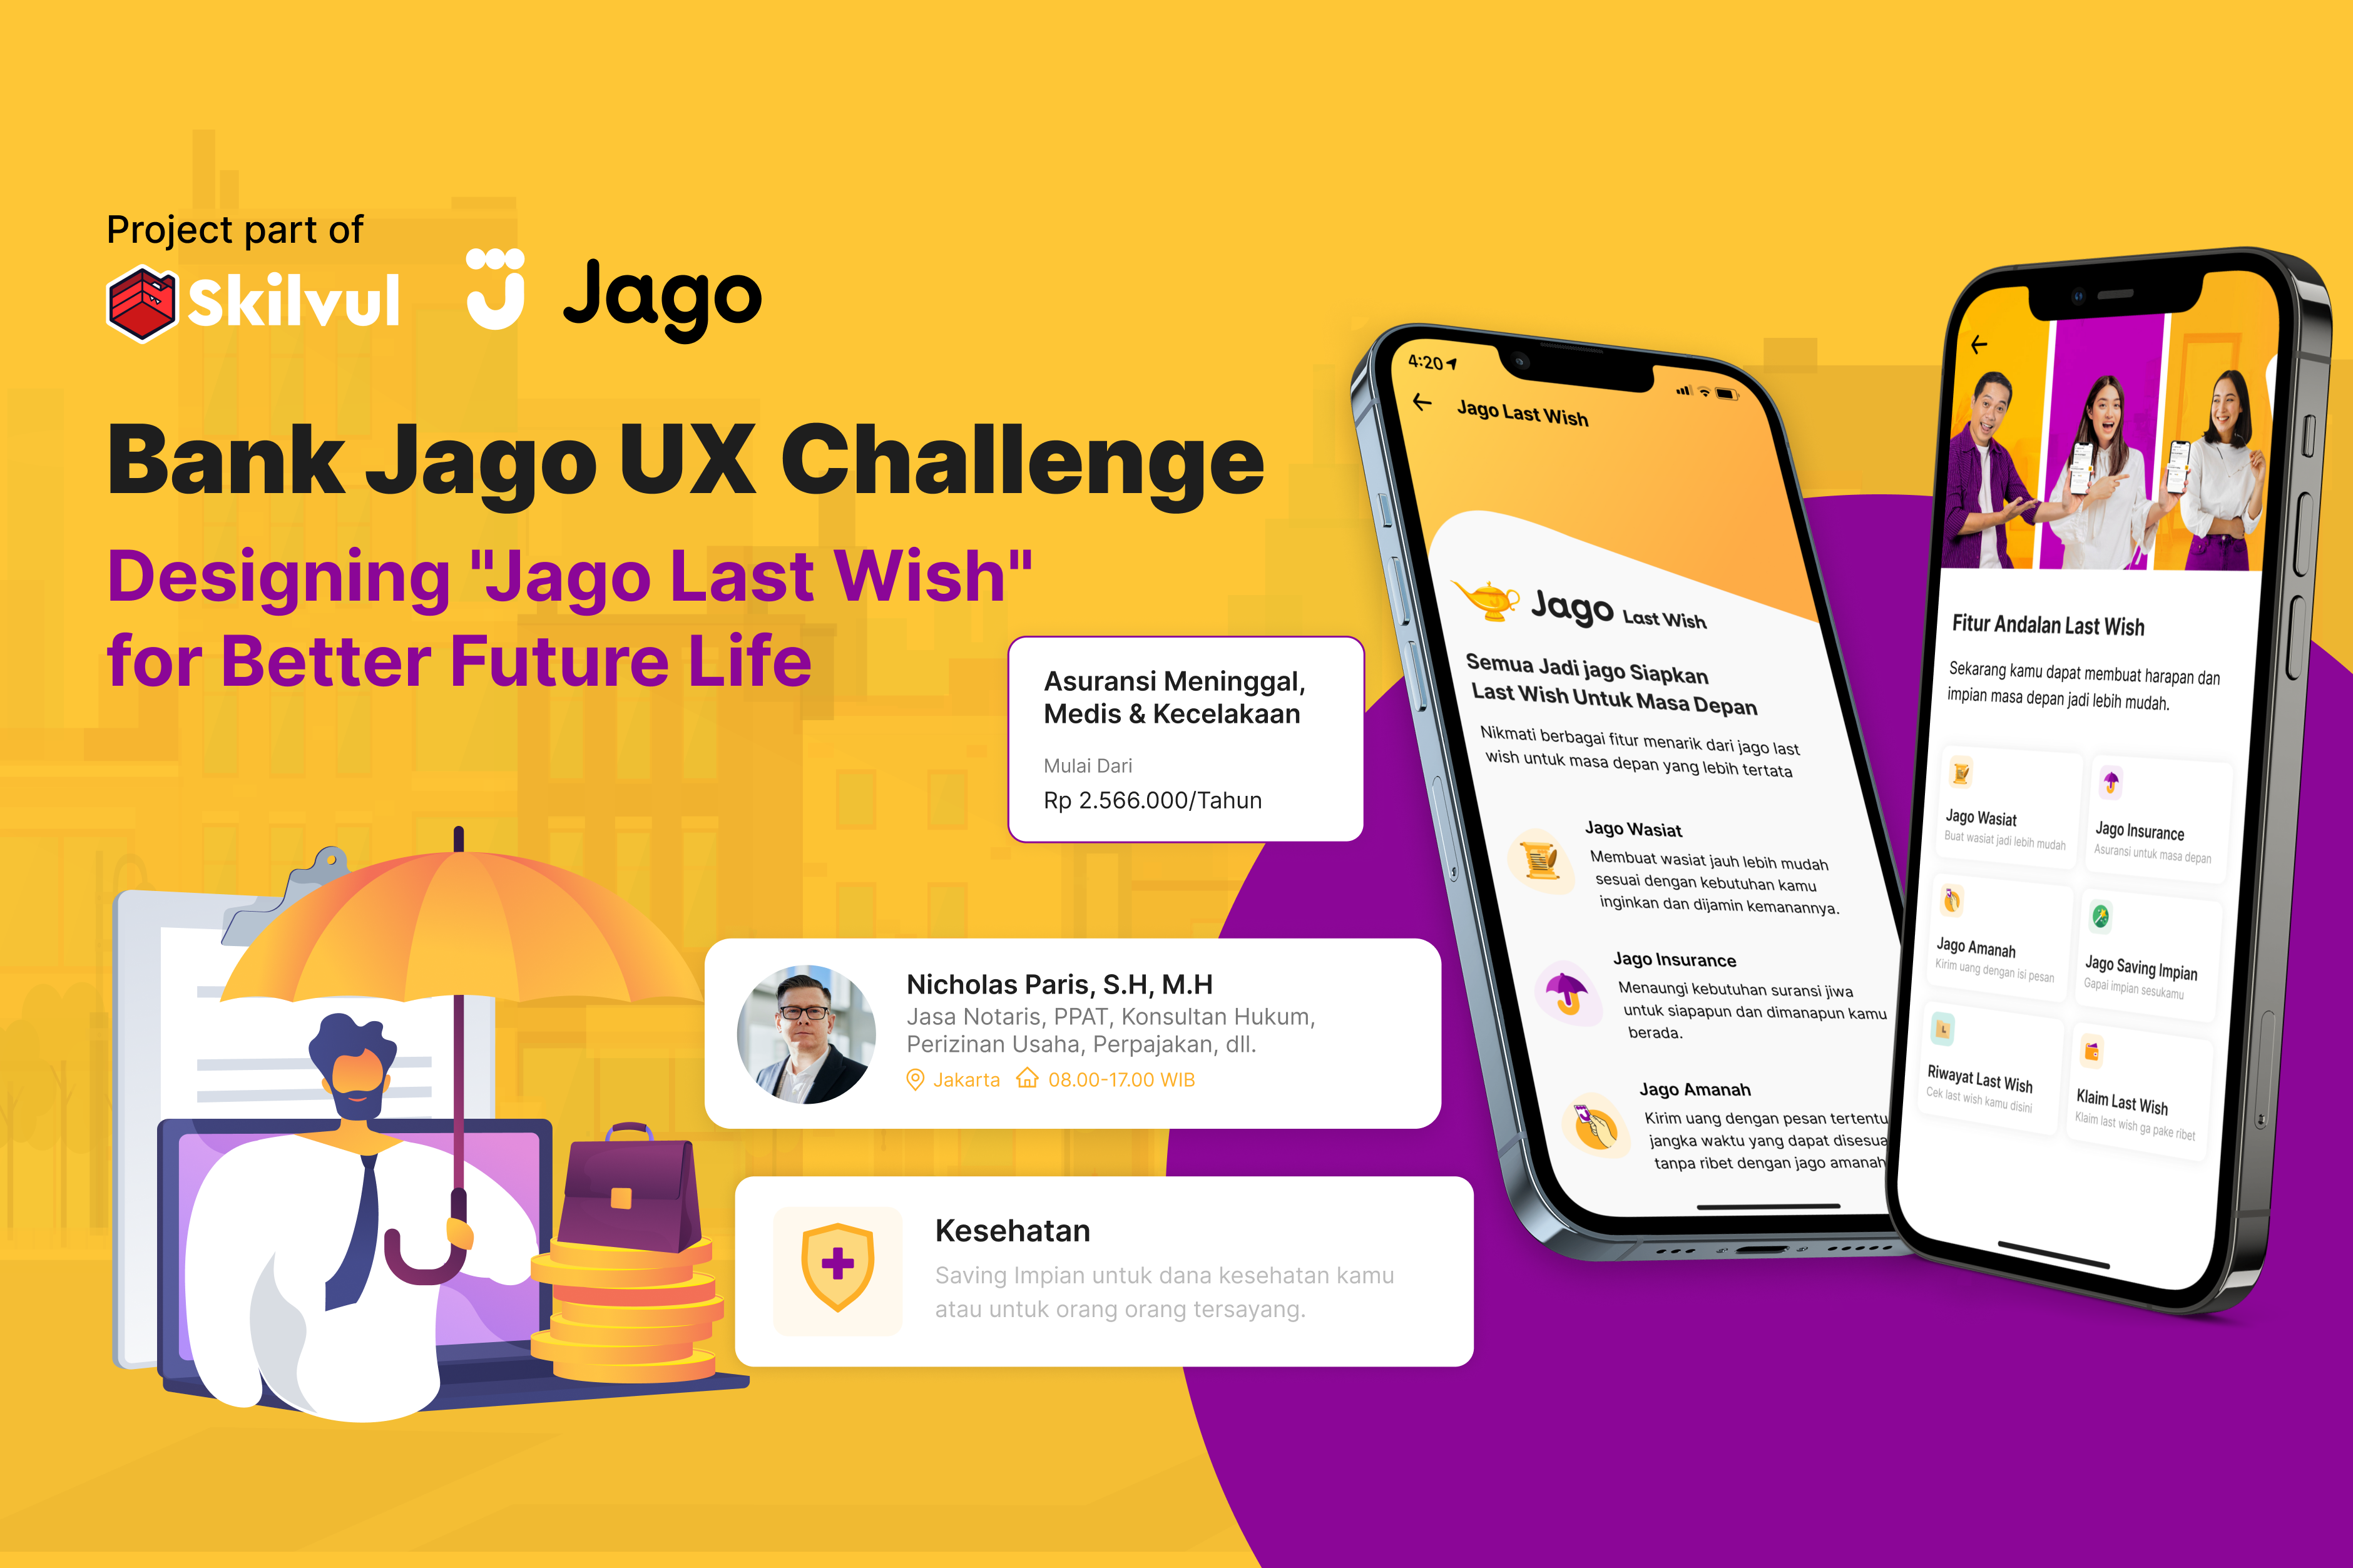 Project part of
Skilvul
Jago
Bank Jago UX Challenge
Designing "Jago Last Wish"
for Better Future Life
Asuransi Meninggal,
Medis & Kecelakaan
Mulai Dari
Rp 2.566.000/Tahun
Nicholas Paris, S.H, M.H
Jasa Notaris, PPAT, Konsultan Hukum,
Perizinan Usaha, Perpajakan, dll.
Jakarta 08.00-17.00 WIB
Kesehatan
Saving Impian untuk dana kesehatan kamu
atau untuk orang orang tersayang.
4:20
Jago Last Wish
Jago Last Wish
Semua Jadi jago Siapkan
Last Wish Untuk Masa Depan
Nikmati berbagai fitur menarik dari jago last
wish untuk masa depan yang lebih tertata
Jago Wasiat
Membuat wasiat jauh lebih mudah
sesuai dengan kebutuhan kamu
inginkan dan dijamin kemanannya.
Jago Insurance
Menaungi kebutuhan suransi jiwa
untuk siapapun dan dimanapun kamu
berada.
Jago Amanah
Kirim uang dengan pesan tertentu
jangka waktu yang dapat disesua
tanpa ribet dengan jago amanah
Fitur Andalan Last Wish
Sekarang kamu dapat membuat harapan dan
impian masa depan jadi lebih mudah.
Jago Wasiat
Buat wasiat jadi lebih mudah
Jago Insurance
Asuransi untuk masa depan
Jago Amanah
Kirim uang dengan isi pesan
Jago Saving Impian
Gapai impian sesukamu
Riwayat Last Wish
Cek last wish kamu disini
Klaim Last Wish
Klaim last wish ga pake ribet